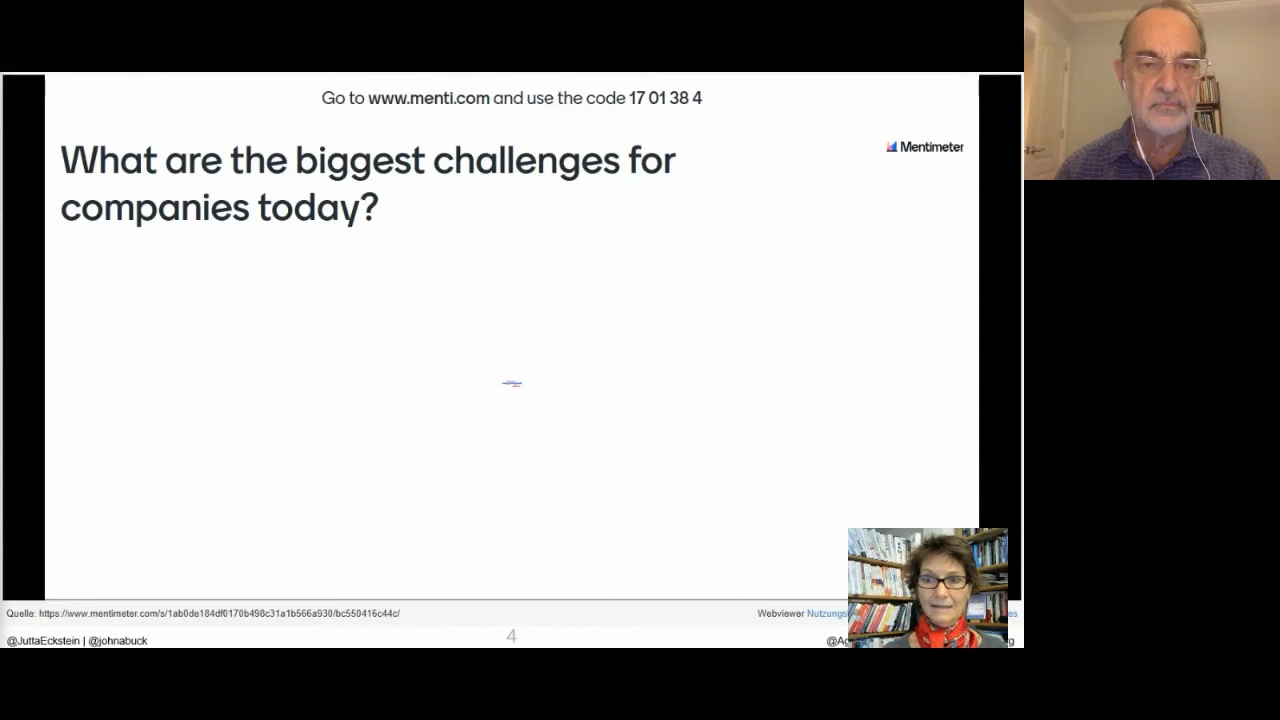 Go to www.menti.com and use the code 17 01 38 4
What are the biggest challenges for
companies today?
Mentimeter
Quelle: https://www.mentimeter.com/s/1ab0de184df0170b498c31a1b566a930/bc550416c44c/
Webviewer
@JuttaEckstein | @johnabuck
4